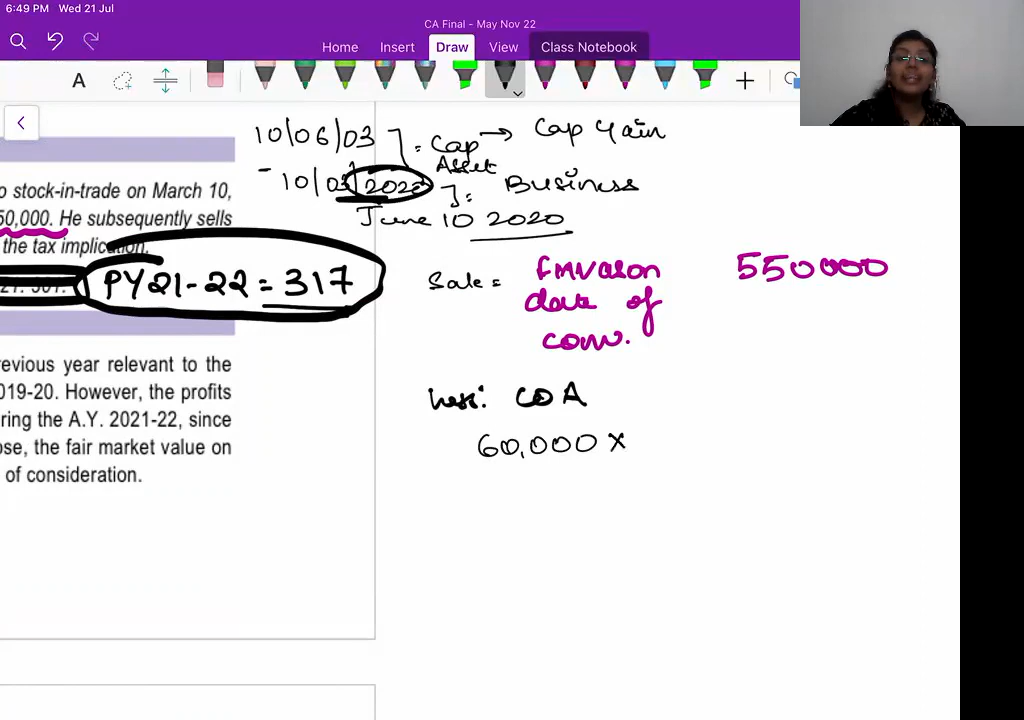 6:49 PM Wed 21 Jul
CA Final - May Nov 22
Home Insert Draw View Class Notebook
A
10/06/03 ] = Cap Asset → Cap Gain
- 10/03/2020 ] = Business
June 10 2020
o stock-in-trade on March 10,
50,000. He subsequently sells
the tax implication.
PY21-22 = 317
Sale = FMV as on 550000
date of
conv.
revious year relevant to the
019-20. However, the profits
ring the A.Y. 2021-22, since
ose, the fair market value on
of consideration.
Less: COA
60,000 ×